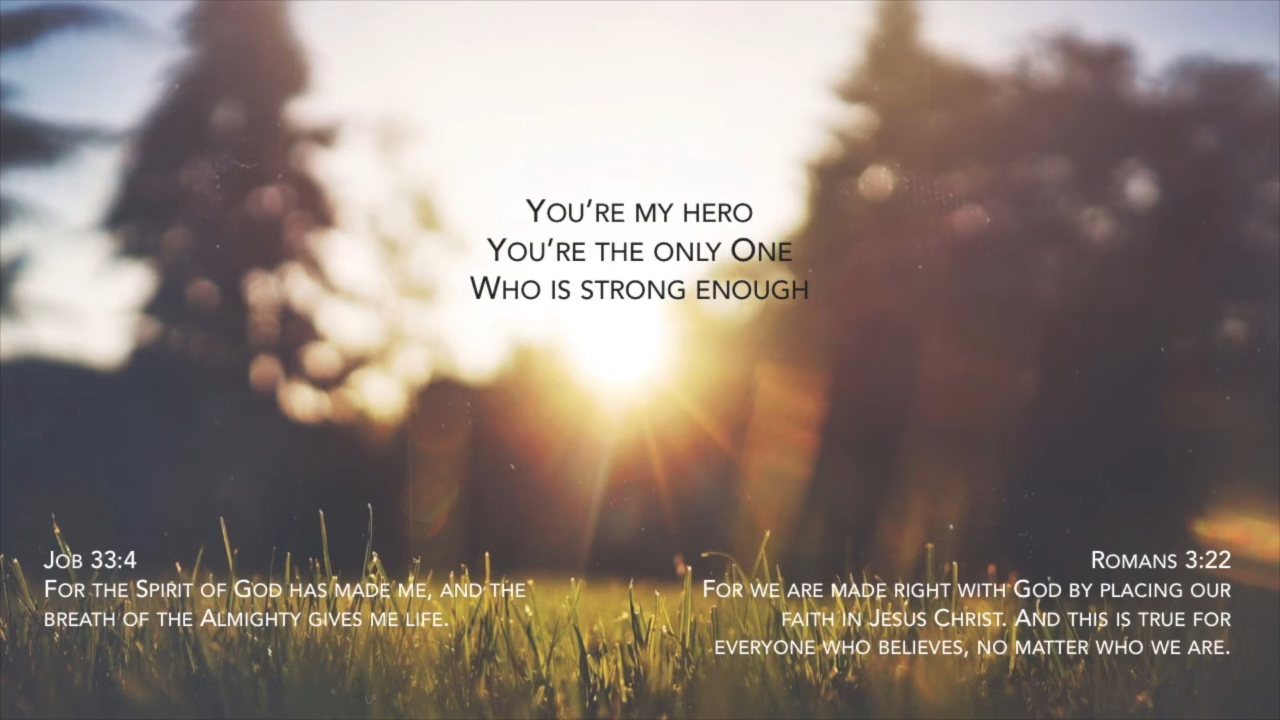 You're my hero
You're the only One
Who is strong enough
Job 33:4
For the Spirit of God has made me, and the
breath of the Almighty gives me life.
Romans 3:22
For we are made right with God by placing our
faith in Jesus Christ. And this is true for
everyone who believes, no matter who we are.